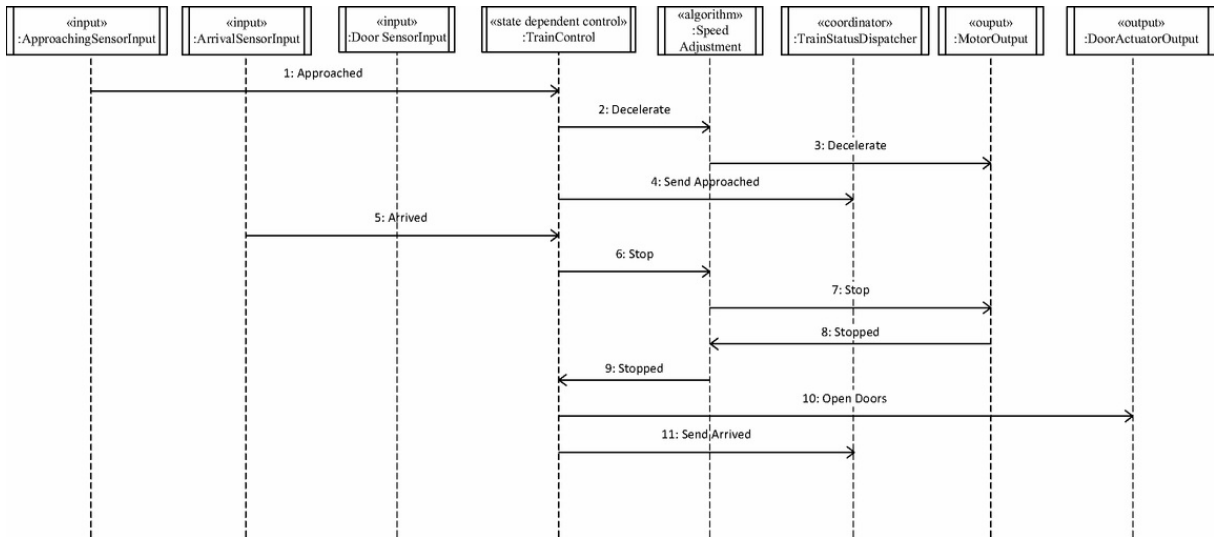 «input»
:ApproachingSensorInput
«input»
:ArrivalSensorInput
«input»
:Door SensorInput
«state dependent control»
:TrainControl
«algorithm»
:Speed
Adjustment
«coordinator»
:TrainStatusDispatcher
«ouput»
:MotorOutput
«output»
:DoorActuatorOutput
1: Approached
2: Decelerate
3: Decelerate
4: Send Approached
5: Arrived
6: Stop
7: Stop
8: Stopped
9: Stopped
10: Open Doors
11: Send Arrived